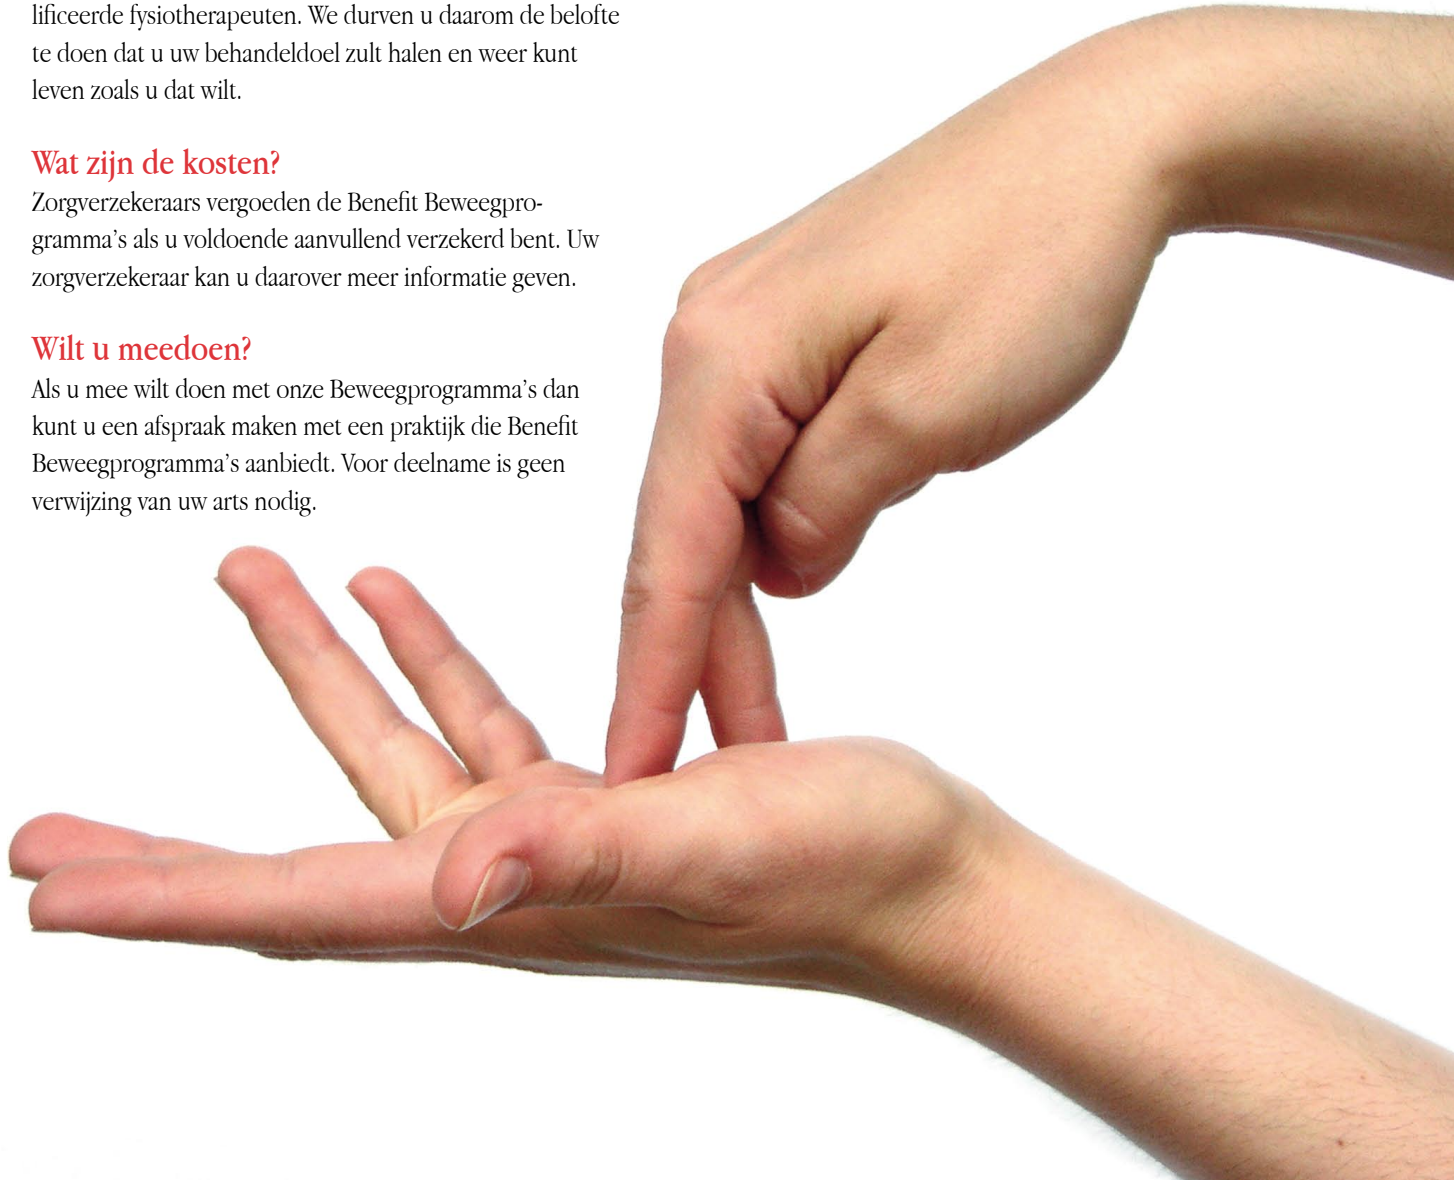 lificeerde fysiotherapeuten. We durven u daarom de belofte
te doen dat u uw behandeldoel zult halen en weer kunt
leven zoals u dat wilt.
Wat zijn de kosten?
Zorgverzekeraars vergoeden de Benefit Beweegpro-
gramma’s als u voldoende aanvullend verzekerd bent. Uw
zorgverzekeraar kan u daarover meer informatie geven.
Wilt u meedoen?
Als u mee wilt doen met onze Beweegprogramma’s dan
kunt u een afspraak maken met een praktijk die Benefit
Beweegprogramma’s aanbiedt. Voor deelname is geen
verwijzing van uw arts nodig.